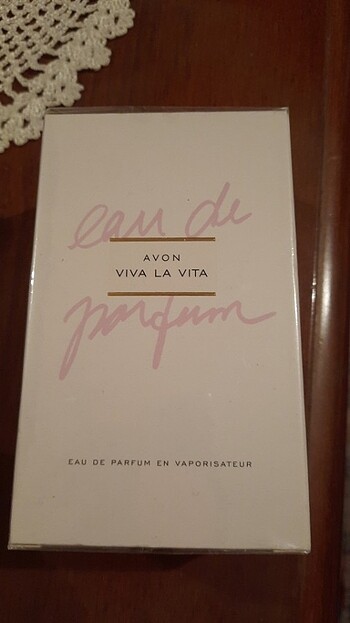 eau de
AVON
VIVA LA VITA
parfum
EAU DE PARFUM EN VAPORISATEUR